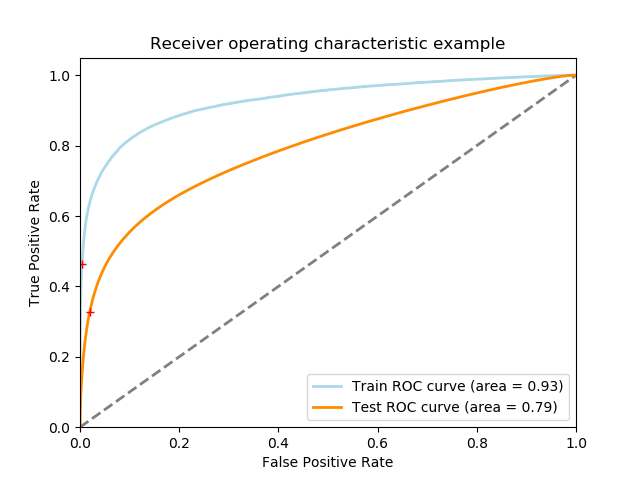 Receiver operating characteristic example
True Positive Rate
1.0
0.8
0.6
0.4
0.2
0.0
0.0 0.2 0.4 0.6 0.8 1.0
False Positive Rate
Train ROC curve (area = 0.93)
Test ROC curve (area = 0.79)